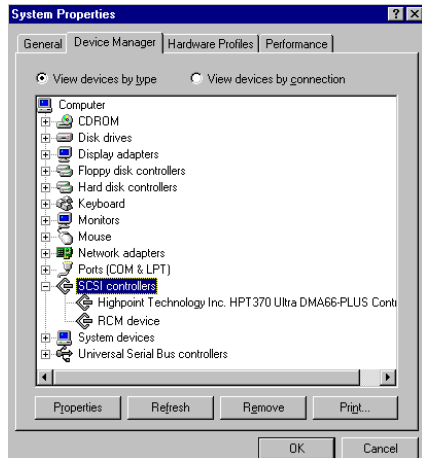 System Properties
General Device Manager Hardware Profiles Performance
View devices by type View devices by connection
Computer
CDROM
Disk drives
Display adapters
Floppy disk controllers
Hard disk controllers
Keyboard
Monitors
Mouse
Network adapters
Ports (COM & LPT)
SCSI controllers
Highpoint Technology Inc. HPT370 Ultra DMA66-PLUS Contr
RCM device
System devices
Universal Serial Bus controllers
Properties Refresh Remove Print...
OK Cancel